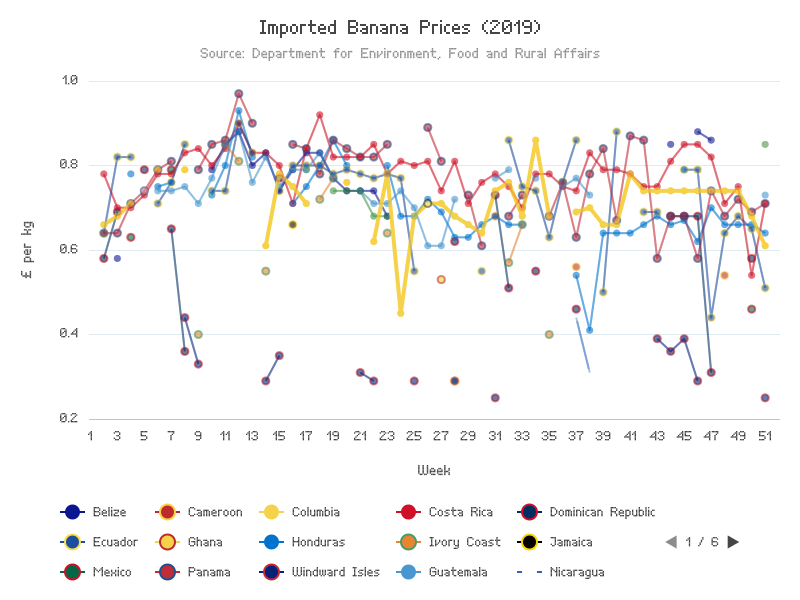 Imported Banana Prices (2019)
Source: Department for Environment, Food and Rural Affairs
1.0
0.8
0.6
0.4
0.2
£ per kg
1 3 5 7 9 11 13 15 17 19 21 23 25 27 29 31 33 35 37 39 41 43 45 47 49 51
Week
Belize Cameroon Columbia Costa Rica Dominican Republic
Ecuador Ghana Honduras Ivory Coast Jamaica 1 / 6
Mexico Panama Windward Isles Guatemala Nicaragua